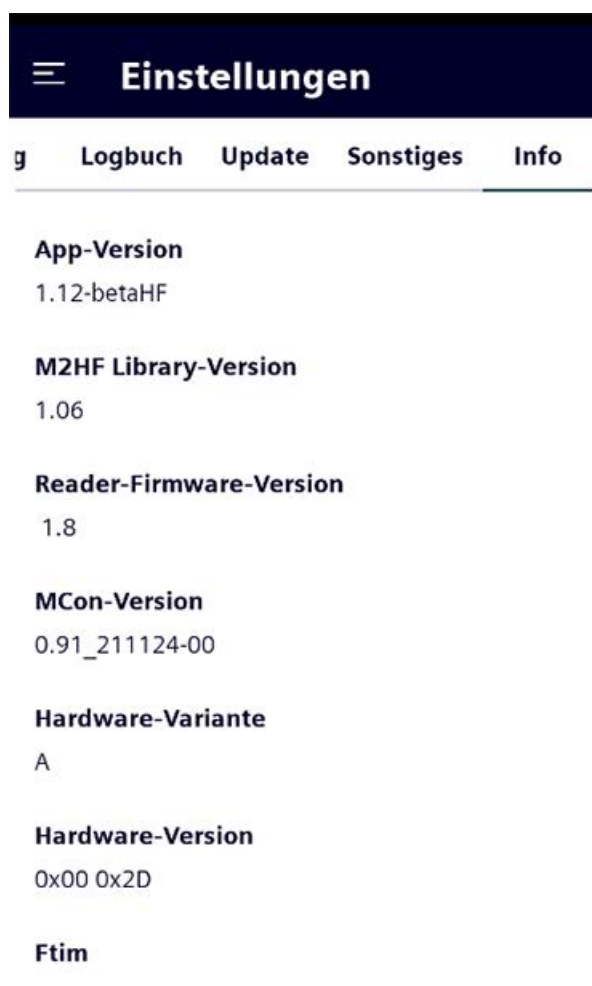 Einstellungen
g Logbuch Update Sonstiges Info
App-Version
1.12-betaHF
M2HF Library-Version
1.06
Reader-Firmware-Version
1.8
MCon-Version
0.91_211124-00
Hardware-Variante
A
Hardware-Version
0x00 0x2D
Ftim